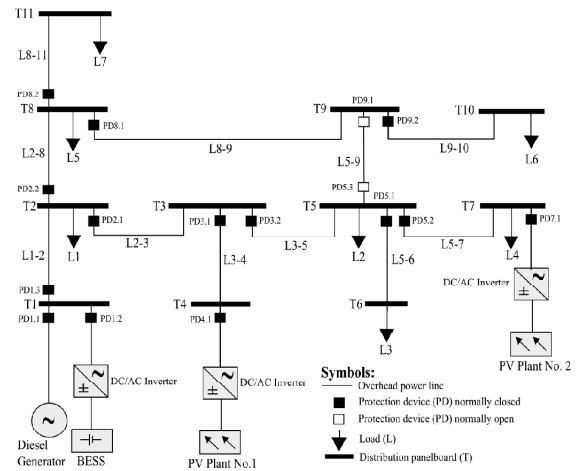 T11
L8-11
L7
PD8.2
T8
PD8.1
L5
L8-9
T9
PD9.1
PD9.2
T10
L9-10
L6
L2-8
L5-9
PD2.2
PD5.3
T2
PD2.1
L1
L2-3
T3
PD3.1
PD3.2
L3-5
T5
PD5.1
PD5.2
L2
L5-7
T7
PD7.1
L4
L1-2
L3-4
L5-6
PD1.3
T1
PD1.1
PD1.2
T4
PD4.1
T6
L3
DC/AC Inverter
DC/AC Inverter
DC/AC Inverter
Diesel
Generator
BESS
PV Plant No.1
PV Plant No. 2
Symbols:
Overhead power line
Protection device (PD) normally closed
Protection device (PD) normally open
Load (L)
Distribution panelboard (T)